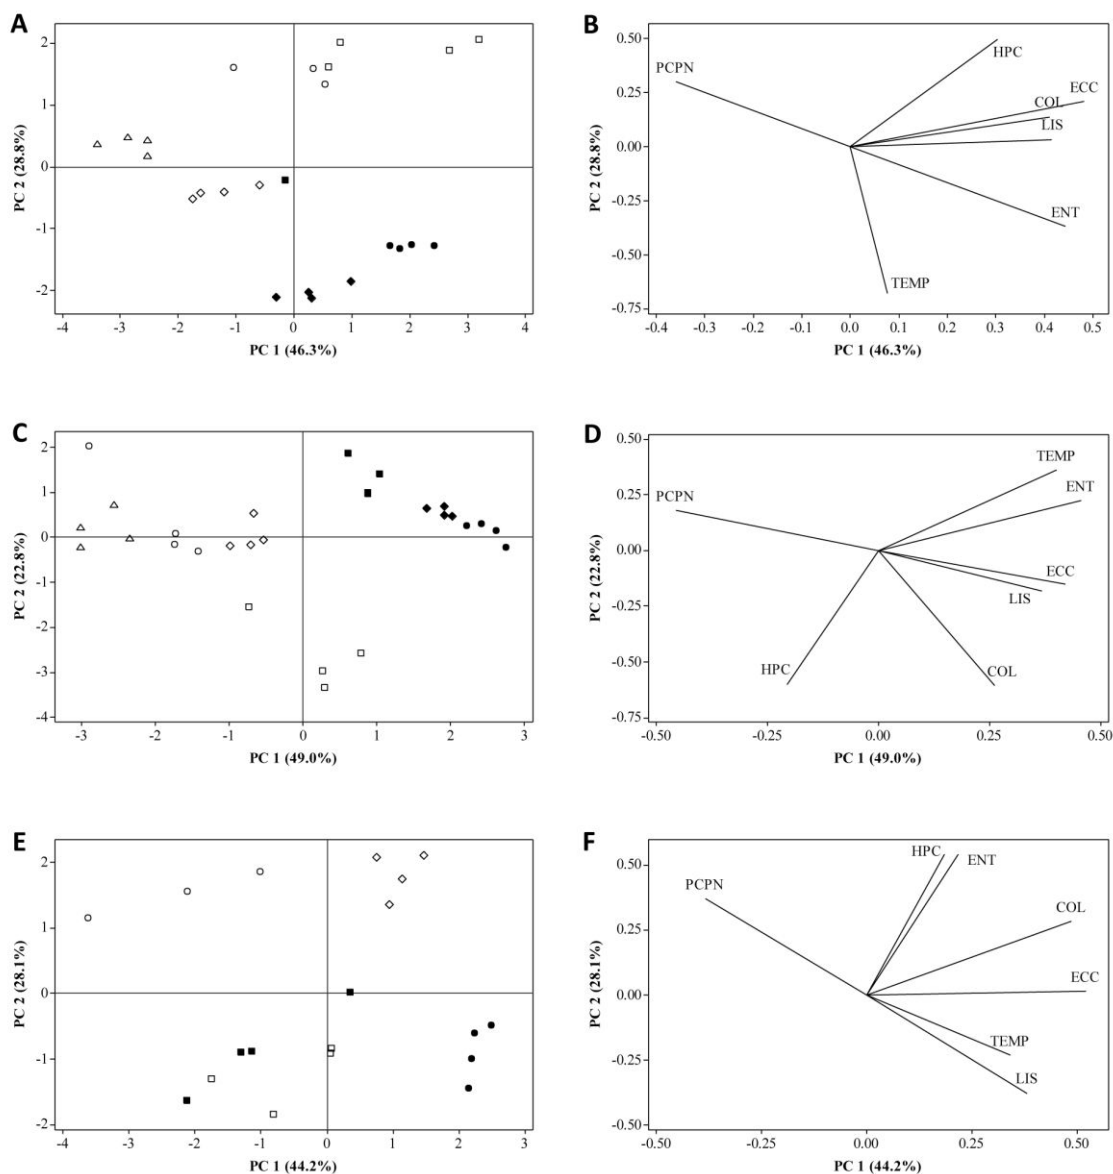 A
PC 2 (28.8%)
2
1
0
-1
-2
-4 -3 -2 -1 0 1 2 3 4
PC 1 (46.3%)
B
PC 2 (28.8%)
0.50
0.25
0.00
-0.25
-0.50
-0.75
HPC
PCPN
ECC
COL
LIS
ENT
TEMP
-0.4 -0.3 -0.2 -0.1 0.0 0.1 0.2 0.3 0.4 0.5
PC 1 (46.3%)
C
PC 2 (22.8%)
2
1
0
-1
-2
-3
-4
-3 -2 -1 0 1 2 3
PC 1 (49.0%)
D
PC 2 (22.8%)
0.50
0.25
0.00
-0.25
-0.50
-0.75
TEMP
PCPN
ENT
ECC
LIS
HPC
COL
-0.50 -0.25 0.00 0.25 0.50
PC 1 (49.0%)
E
PC 2 (28.1%)
2
1
0
-1
-2
-4 -3 -2 -1 0 1 2 3
PC 1 (44.2%)
F
PC 2 (28.1%)
0.50
0.25
0.00
-0.25
-0.50
HPC
ENT
PCPN
COL
ECC
TEMP
LIS
-0.50 -0.25 0.00 0.25 0.50
PC 1 (44.2%)